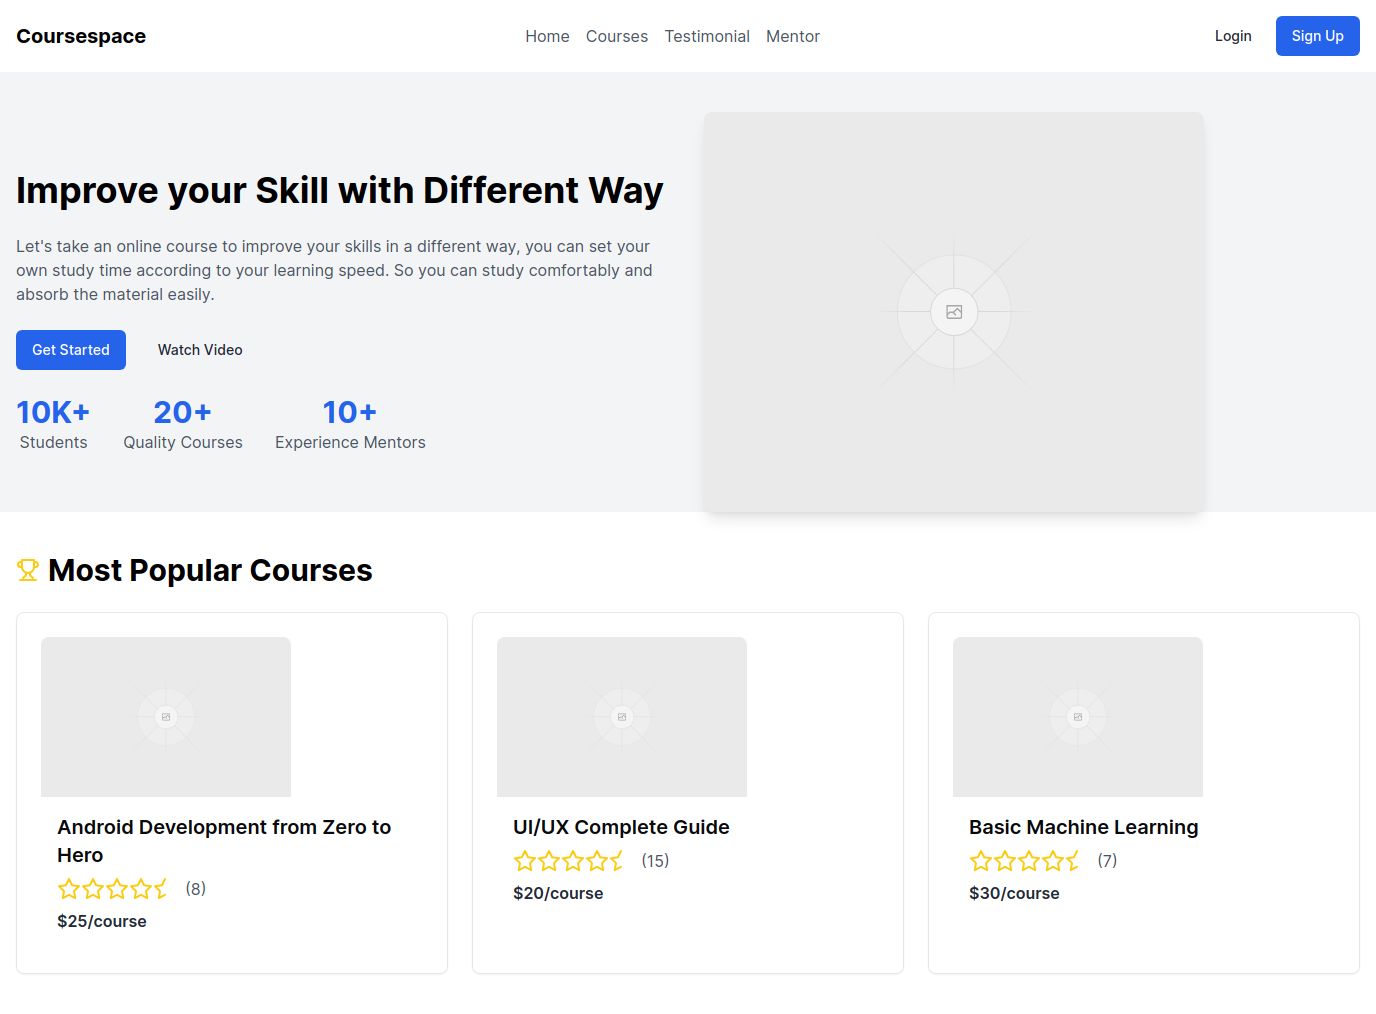 Coursespace
Home Courses Testimonial Mentor
Login Sign Up
Improve your Skill with Different Way
Let's take an online course to improve your skills in a different way, you can set your
own study time according to your learning speed. So you can study comfortably and
absorb the material easily.
Get Started Watch Video
10K+ 20+ 10+
Students Quality Courses Experience Mentors
Most Popular Courses
Android Development from Zero to
Hero
(8)
$25/course
UI/UX Complete Guide
(15)
$20/course
Basic Machine Learning
(7)
$30/course